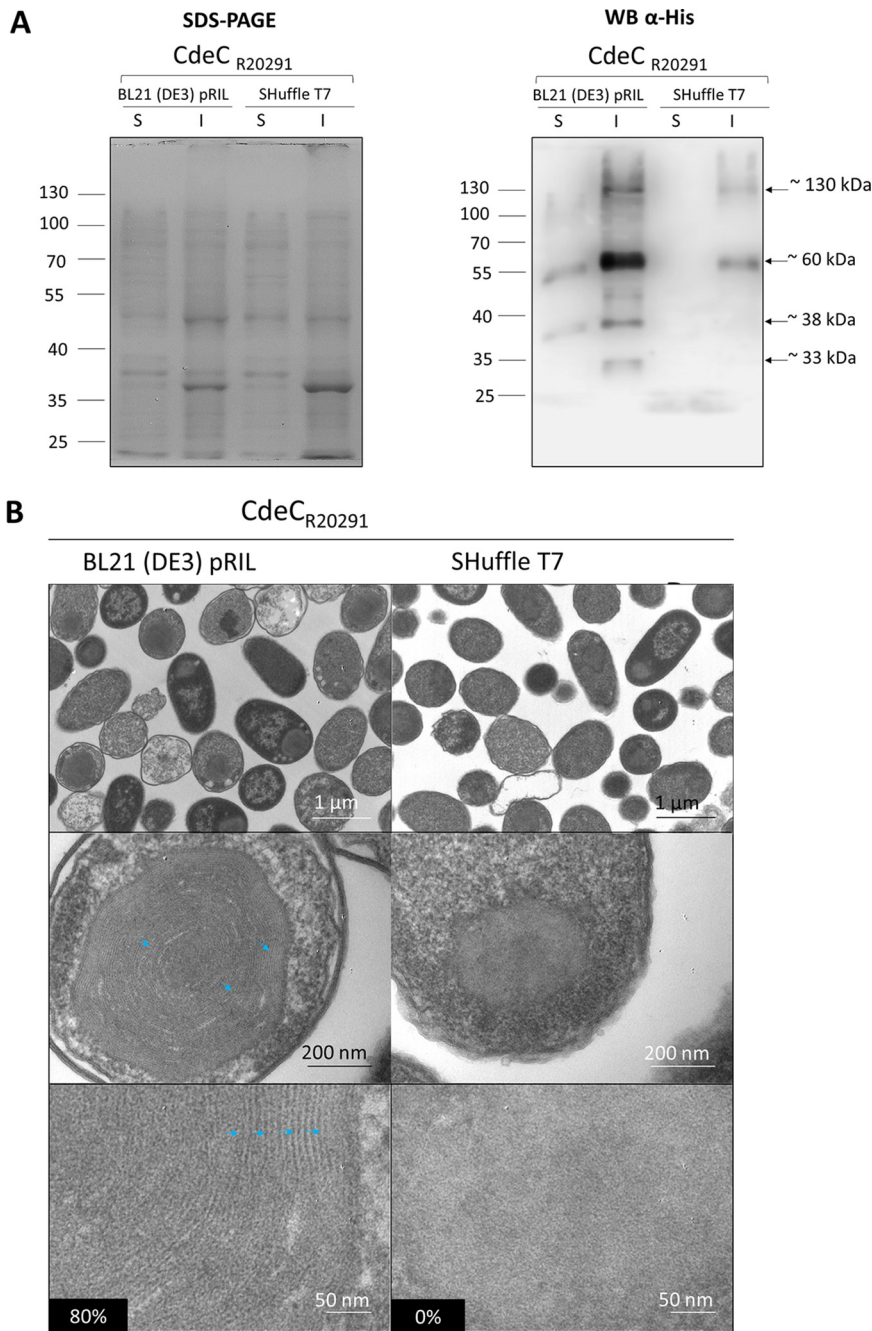 A
SDS-PAGE
WB α-His
CdeC R20291
CdeC R20291
BL21 (DE3) pRIL SHuffle T7
BL21 (DE3) pRIL SHuffle T7
S I S I
S I S I
130
100
70
55
40
35
25
130
100
70
55
40
35
25
~ 130 kDa
~ 60 kDa
~ 38 kDa
~ 33 kDa
B
CdeC R20291
BL21 (DE3) pRIL SHuffle T7
1 µm
1 µm
200 nm
200 nm
50 nm
50 nm
80%
0%